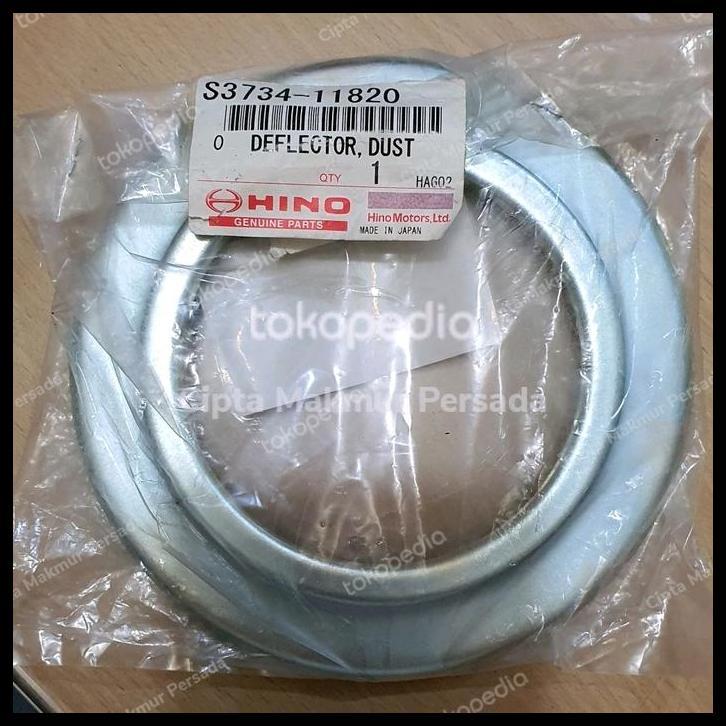 S3734-11820
0 DEFLECTOR, DUST
QTY 1 HAG02
HINO
GENUINE PARTS
Hino Motors, Ltd.
MADE IN JAPAN
tokopedia
Cipta Makmur Persada